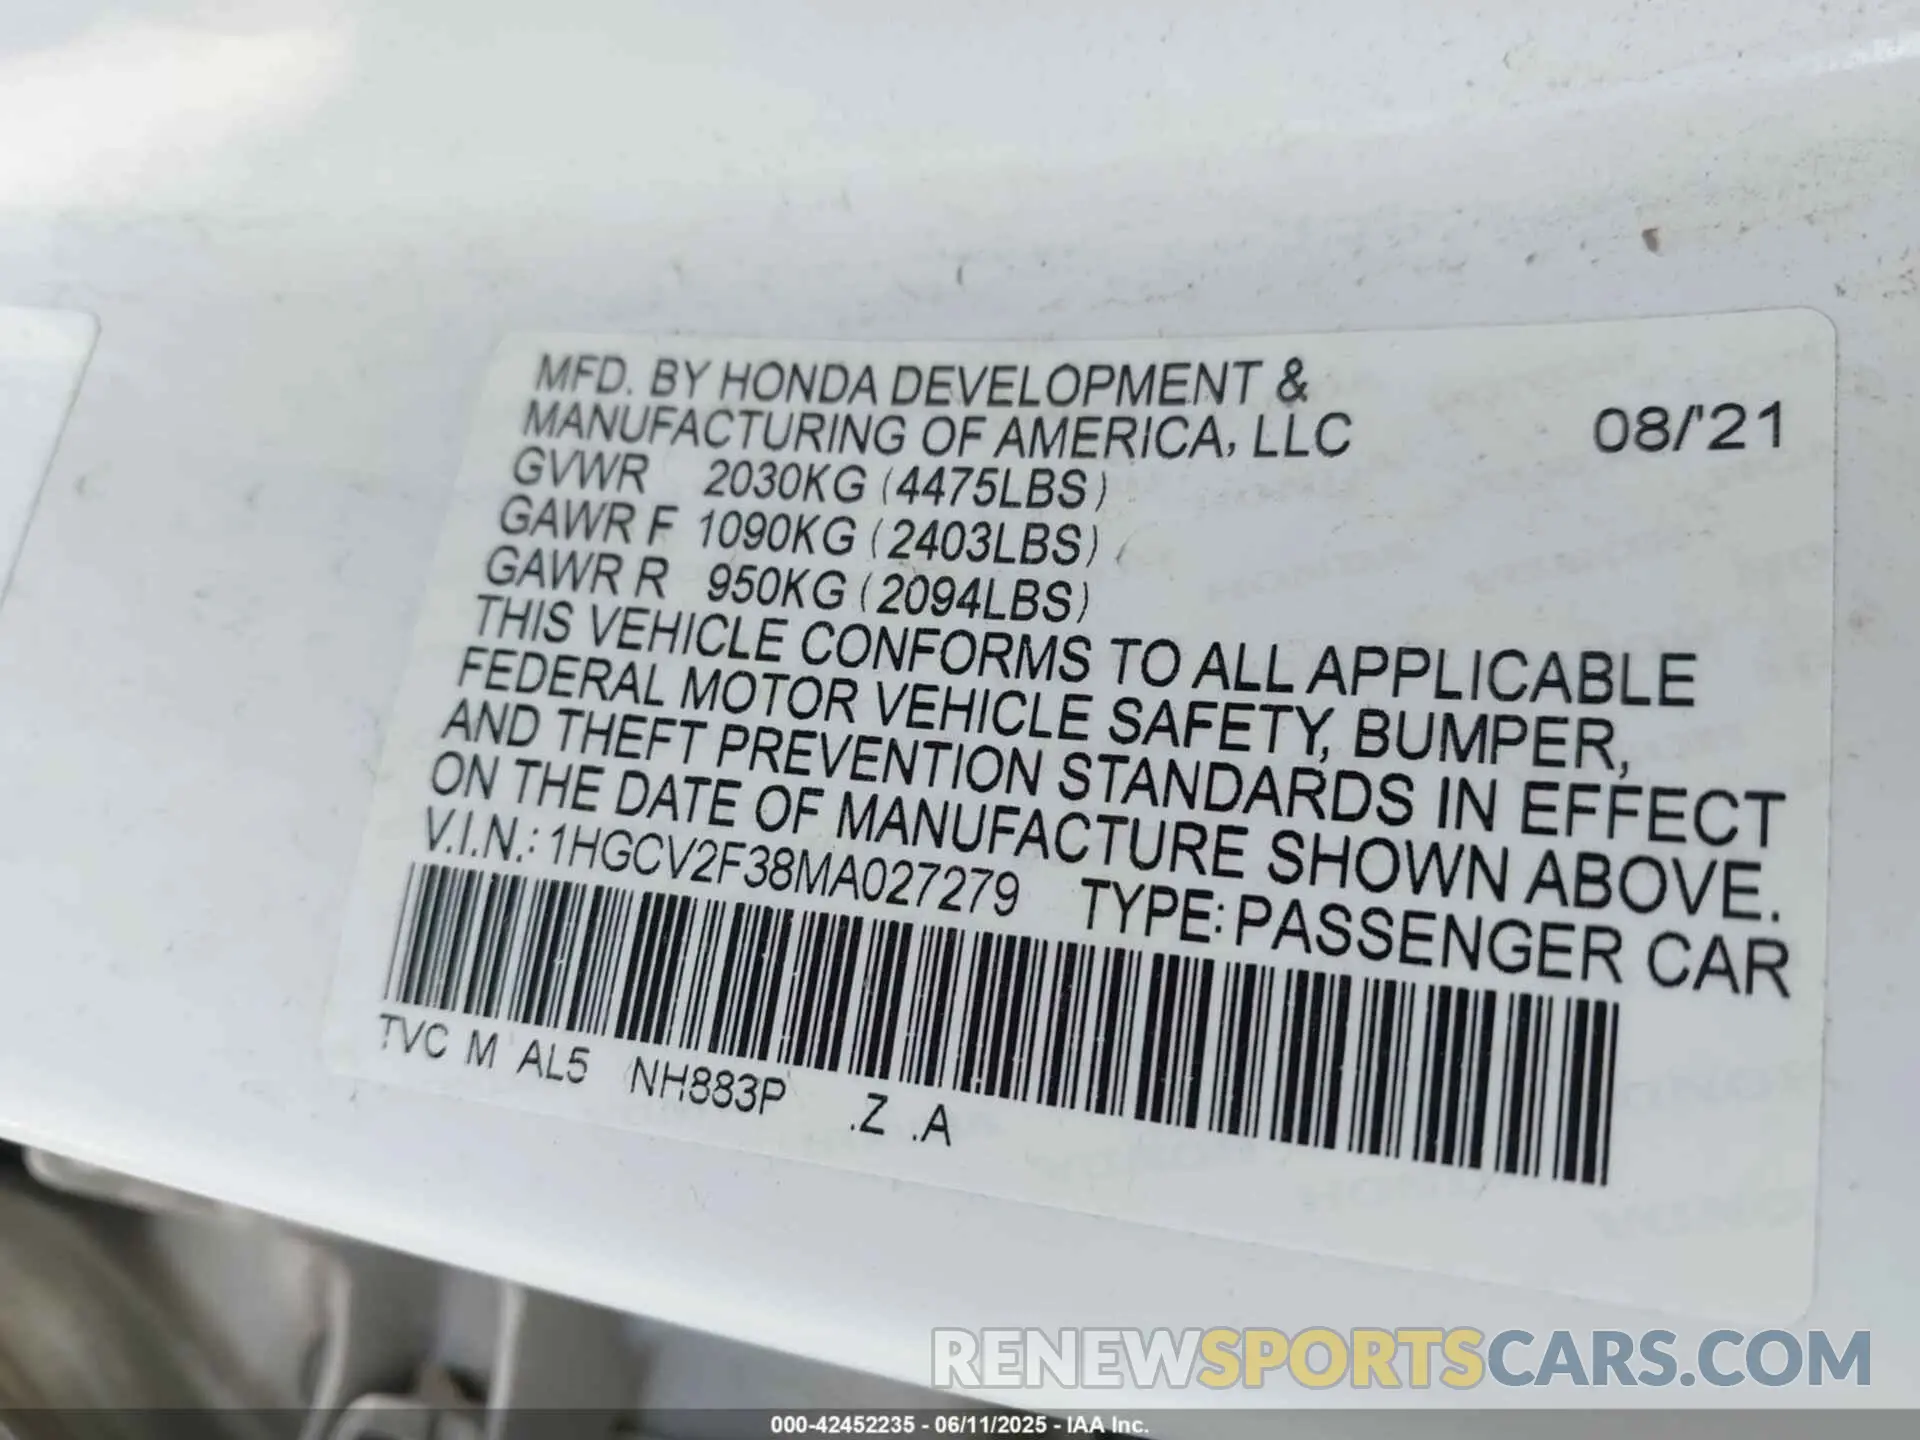 MFD. BY HONDA DEVELOPMENT &
MANUFACTURING OF AMERICA, LLC 08/'21
GVWR 2030KG (4475LBS)
GAWR F 1090KG (2403LBS)
GAWR R 950KG (2094LBS)
THIS VEHICLE CONFORMS TO ALL APPLICABLE
FEDERAL MOTOR VEHICLE SAFETY, BUMPER,
AND THEFT PREVENTION STANDARDS IN EFFECT
ON THE DATE OF MANUFACTURE SHOWN ABOVE.
V.I.N.: 1HGCV2F38MA027279 TYPE: PASSENGER CAR
TVC M AL5 NH883P .Z .A
RENEWSPORTSCARS.COM
000-42452235 - 06/11/2025 - IAA Inc.